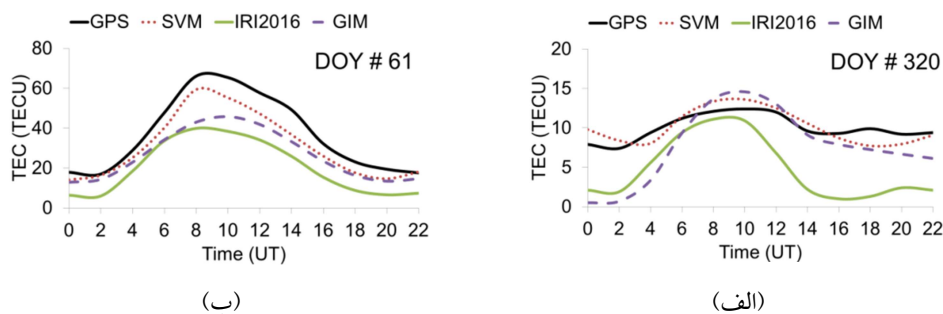 GPS SVM IRI2016 GIM
DOY # 61
TEC (TECU)
80
60
40
20
0
0 2 4 6 8 10 12 14 16 18 20 22
Time (UT)
(ب)
GPS SVM IRI2016 GIM
DOY # 320
TEC (TECU)
20
15
10
5
0
0 2 4 6 8 10 12 14 16 18 20 22
Time (UT)
(الف)